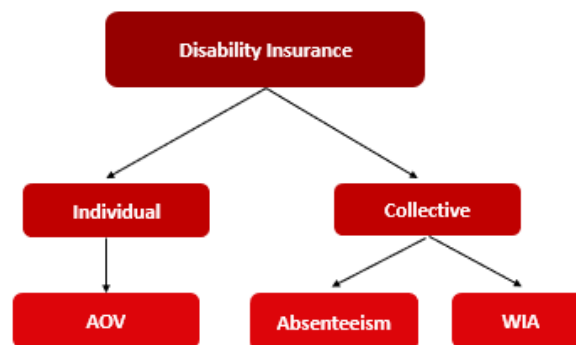 Disability Insurance
Individual
Collective
AOV
Absenteeism
WIA